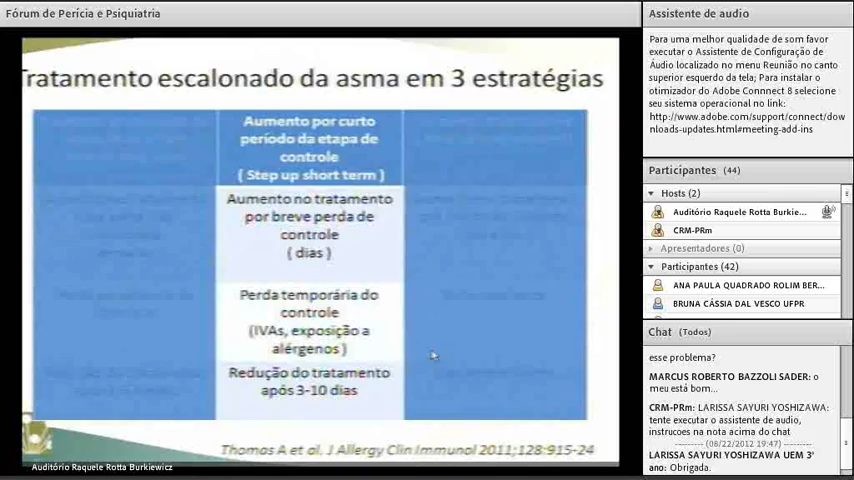 Fórum de Perícia e Psiquiatria
Tratamento escalonado da asma em 3 estratégias
Aumento por curto
período da etapa de
controle
( Step up short term )
Aumento no tratamento
por breve perda de
controle
( dias )
Perda temporária do
controle
(IVAs, exposição a
alérgenos )
Redução do tratamento
após 3-10 dias
Thomas A et al. J Allergy Clin Immunol 2011;128:915-24
Auditório Raquele Rotta Burkiewicz
Assistente de audio
Para uma melhor qualidade de som favor
executar o Assistente de Configuração de
Áudio localizado no menu Reunião no canto
superior esquerdo da tela; Para instalar o
otimizador do Adobe Connnect 8 selecione
seu sistema operacional no link:
http://www.adobe.com/support/connect/dow
nloads-updates.html#meeting-add-ins
Participantes (44)
Hosts (2)
Auditório Raquele Rotta Burkie...
CRM-PRm
Apresentadores (0)
Participantes (42)
ANA PAULA QUADRADO ROLIM BER...
BRUNA CÁSSIA DAL VESCO UFPR
Chat (Todos)
esse problema?
MARCUS ROBERTO BAZZOLI SADER: o
meu está bom...
CRM-PRm: LARISSA SAYURI YOSHIZAWA:
tente executar o assistente de audio,
instrucoes na nota acima do chat
---------- (08/22/2012 19:47) ---------
LARISSA SAYURI YOSHIZAWA UEM 3°
ano: Obrigada.